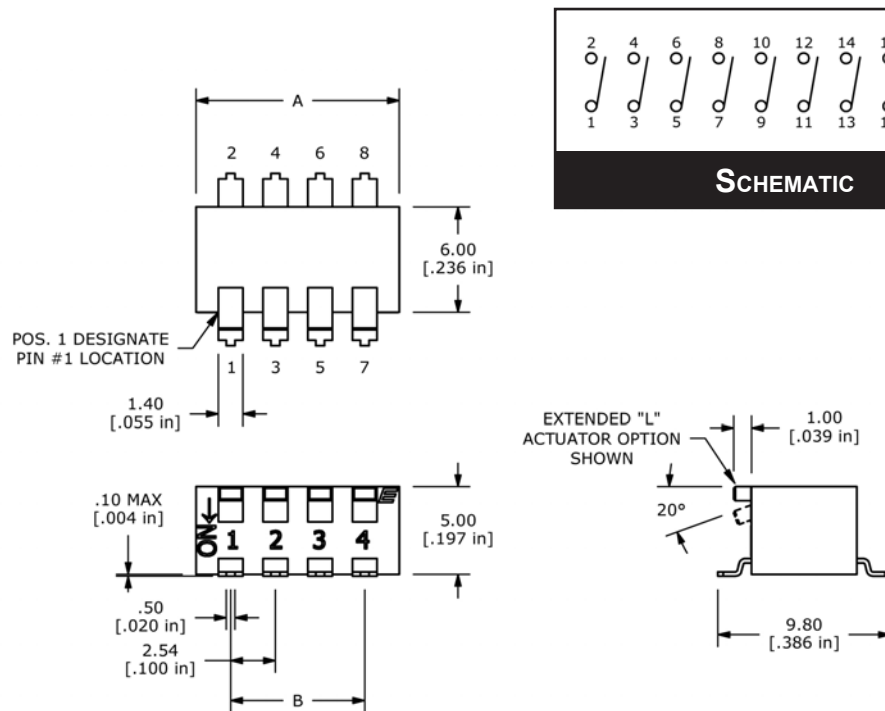 2 4 6 8 10 12 14
1 3 5 7 9 11 13
SCHEMATIC
A
2 4 6 8
6.00
[.236 in]
POS. 1 DESIGNATE
PIN #1 LOCATION
1 3 5 7
1.40
[.055 in]
EXTENDED "L"
ACTUATOR OPTION
SHOWN
1.00
[.039 in]
20°
.10 MAX
[.004 in]
ON
1 2 3 4
E
5.00
[.197 in]
.50
[.020 in]
2.54
[.100 in]
B
9.80
[.386 in]